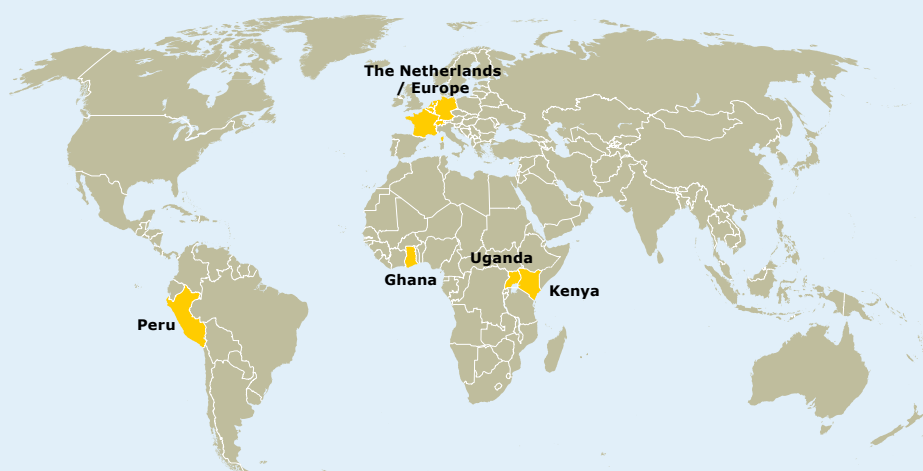 The Netherlands
/ Europe
Uganda
Ghana
Kenya
Peru